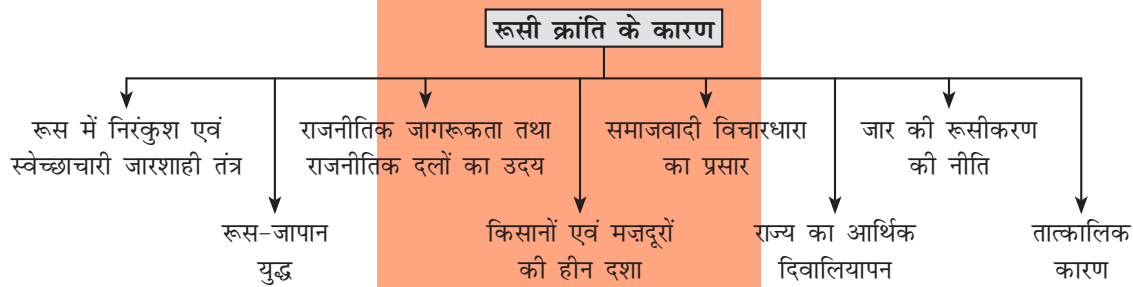 रूसी क्रांति के कारण
रूस में निरंकुश एवं
स्वेच्छाचारी जारशाही तंत्र
राजनीतिक जागरूकता तथा
राजनीतिक दलों का उदय
समाजवादी विचारधारा
का प्रसार
जार की रूसीकरण
की नीति
रूस-जापान
युद्ध
किसानों एवं मज़दूरों
की हीन दशा
राज्य का आर्थिक
दिवालियापन
तात्कालिक
कारण